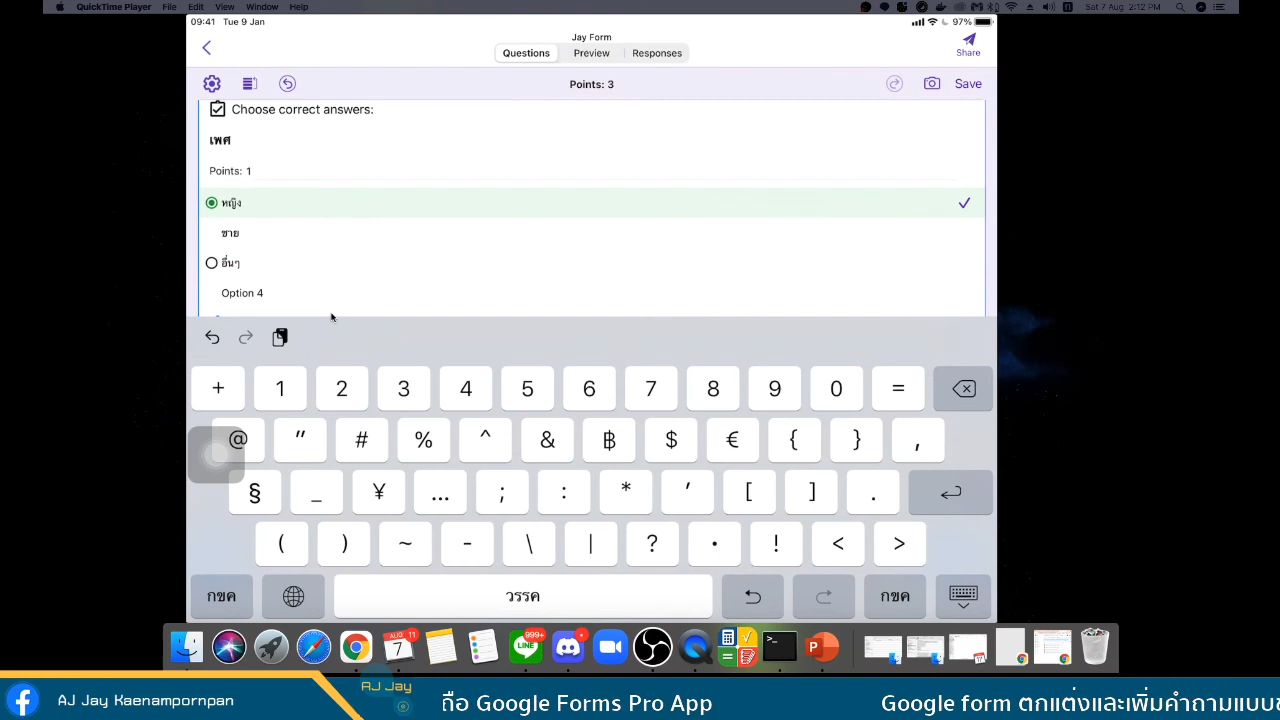 QuickTime Player File Edit View Window Help
Sat 7 Aug 2:12 PM
09:41 Tue 9 Jan
97%
Jay Form
Questions Preview Responses
Share
Points: 3
Save
Choose correct answers:
เพศ
Points: 1
หญิง
ชาย
อื่นๆ
Option 4
+ 1 2 3 4 5 6 7 8 9 0 =
@ " # % ^ & ฿ $ € { } ,
§ _ ¥ ... ; : * ' [ ] .
( ) ~ - \ | ? • ! < >
กขค วรรค กขค
AUG 11
7
LINE 999+
AJ Jay
AJ Jay Kaenampornpan
ถือ Google Forms Pro App
Google form ตกแต่งและเพิ่มคำถามแบบ